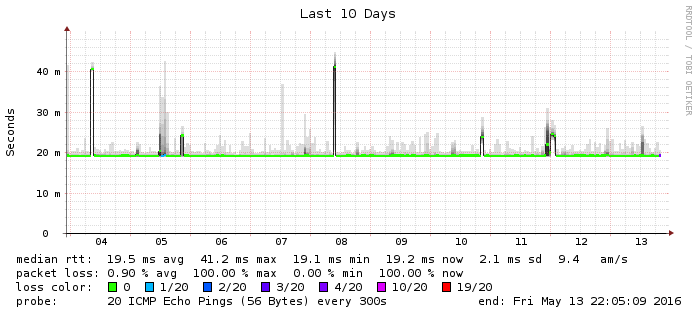 Last 10 Days
RRDTOOL / TOBI OETIKER
Seconds
40 m
30 m
20 m
10 m
0
04 05 06 07 08 09 10 11 12 13
median rtt: 19.5 ms avg 41.2 ms max 19.1 ms min 19.2 ms now 2.1 ms sd 9.4 am/s
packet loss: 0.90 % avg 100.00 % max 0.00 % min 100.00 % now
loss color: 0 1/20 2/20 3/20 4/20 10/20 19/20
probe: 20 ICMP Echo Pings (56 Bytes) every 300s end: Fri May 13 22:05:09 2016